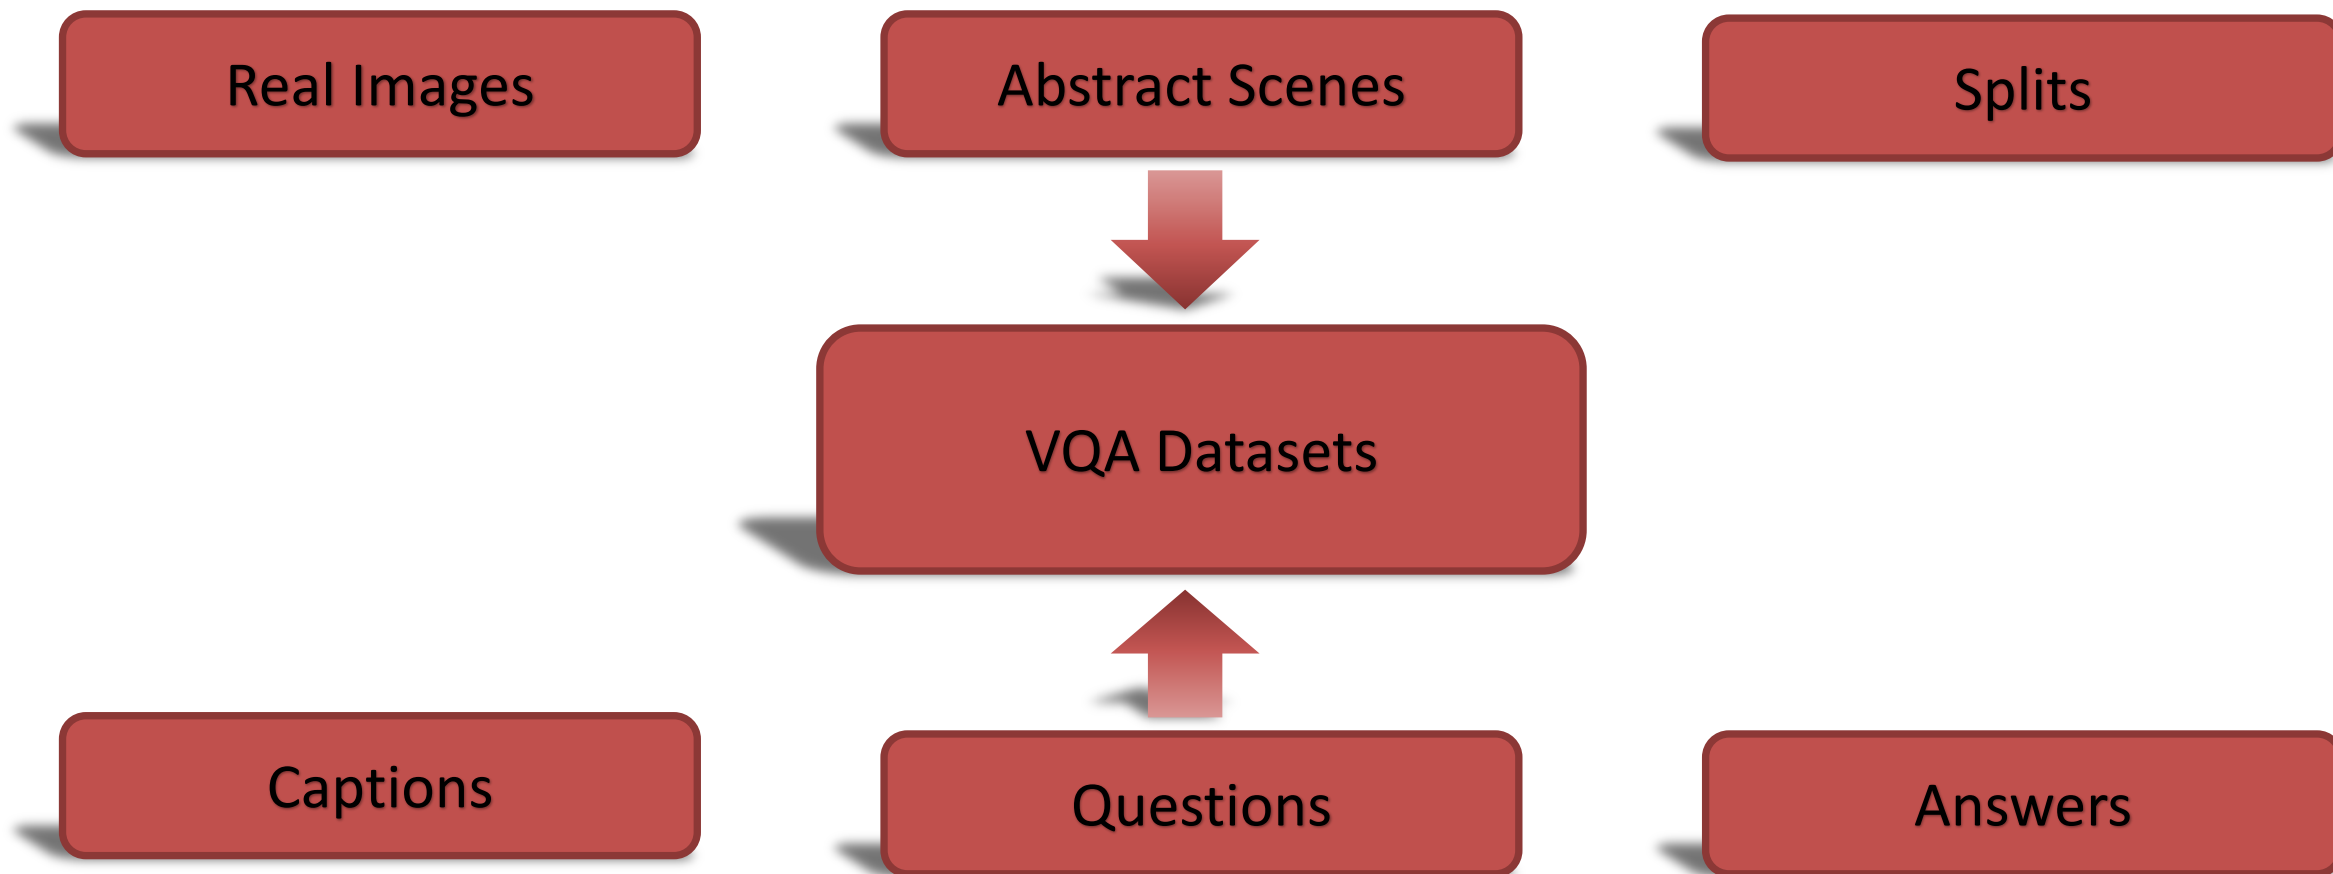 Real Images
Abstract Scenes
Splits
VQA Datasets
Captions
Questions
Answers